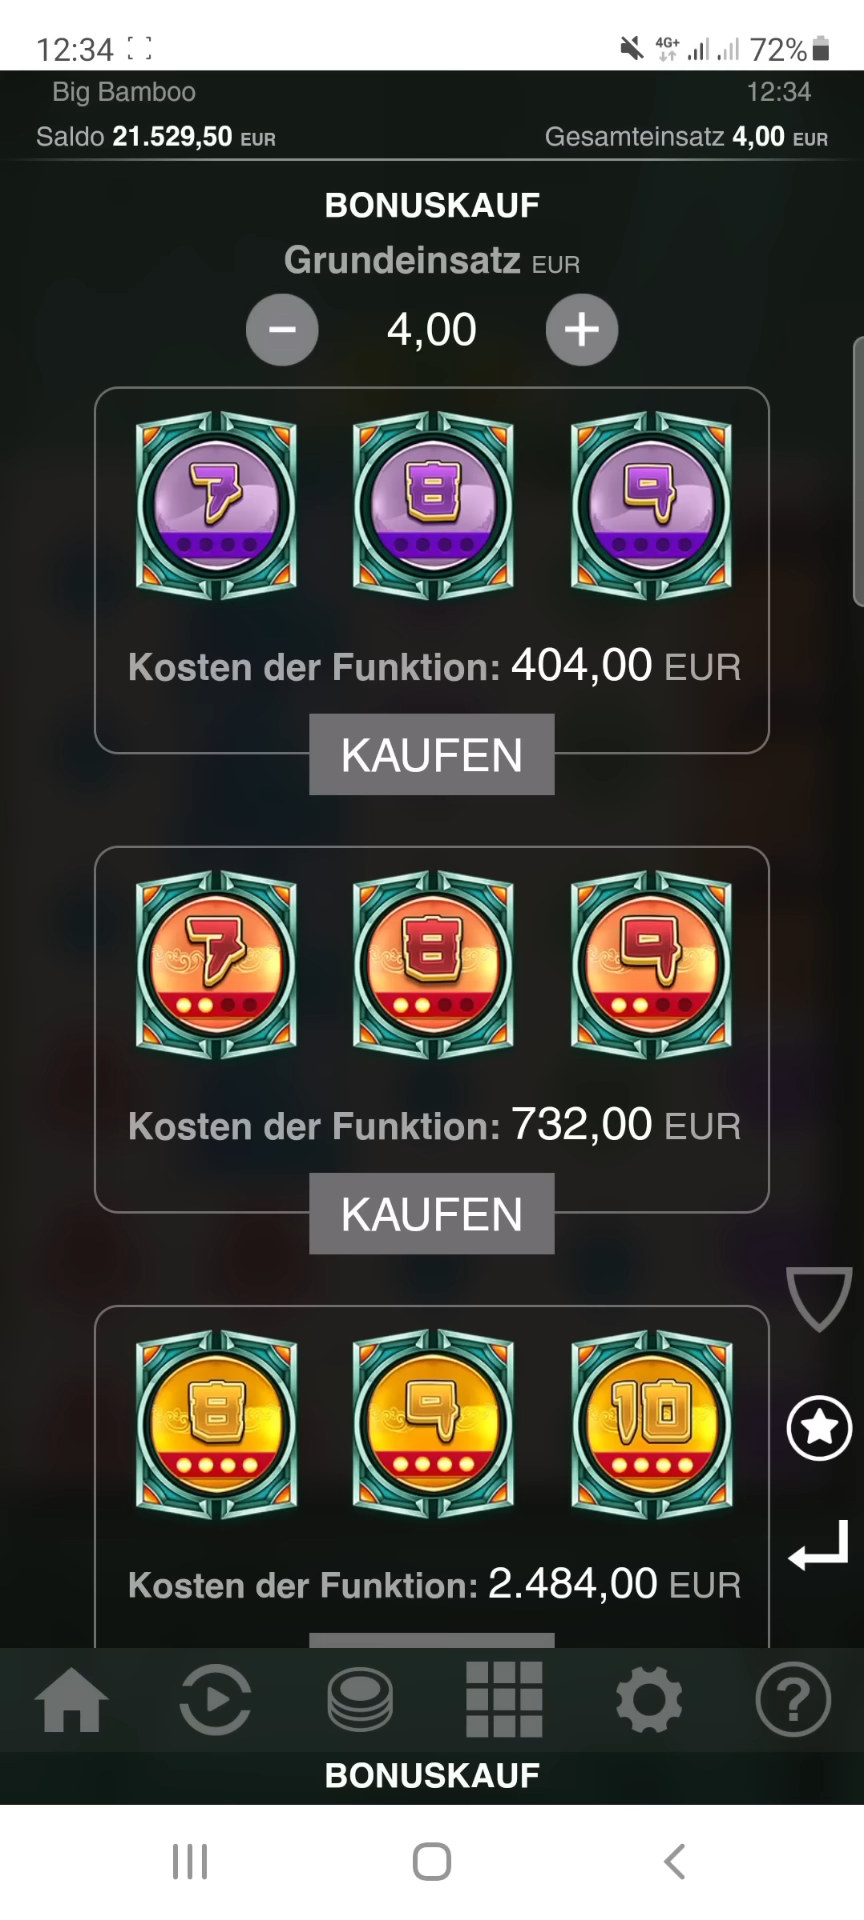 12:34 4G+ 72%
Big Bamboo 12:34
Saldo 21.529,50 EUR Gesamteinsatz 4,00 EUR
BONUSKAUF
Grundeinsatz EUR
− 4,00 +
7 8 9
Kosten der Funktion: 404,00 EUR
KAUFEN
7 8 9
Kosten der Funktion: 732,00 EUR
KAUFEN
8 9 10
Kosten der Funktion: 2.484,00 EUR
?
BONUSKAUF